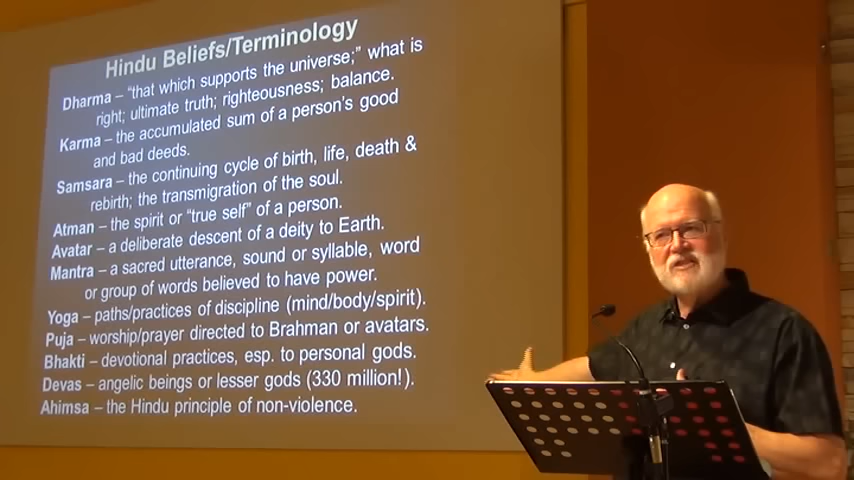 Hindu Beliefs/Terminology
Dharma – “that which supports the universe;” what is
right; ultimate truth; righteousness; balance.
Karma – the accumulated sum of a person’s good
and bad deeds.
Samsara – the continuing cycle of birth, life, death &
rebirth; the transmigration of the soul.
Atman – the spirit or “true self” of a person.
Avatar – a deliberate descent of a deity to Earth.
Mantra – a sacred utterance, sound or syllable, word
or group of words believed to have power.
Yoga – paths/practices of discipline (mind/body/spirit).
Puja – worship/prayer directed to Brahman or avatars.
Bhakti – devotional practices, esp. to personal gods.
Devas – angelic beings or lesser gods (330 million!).
Ahimsa – the Hindu principle of non-violence.